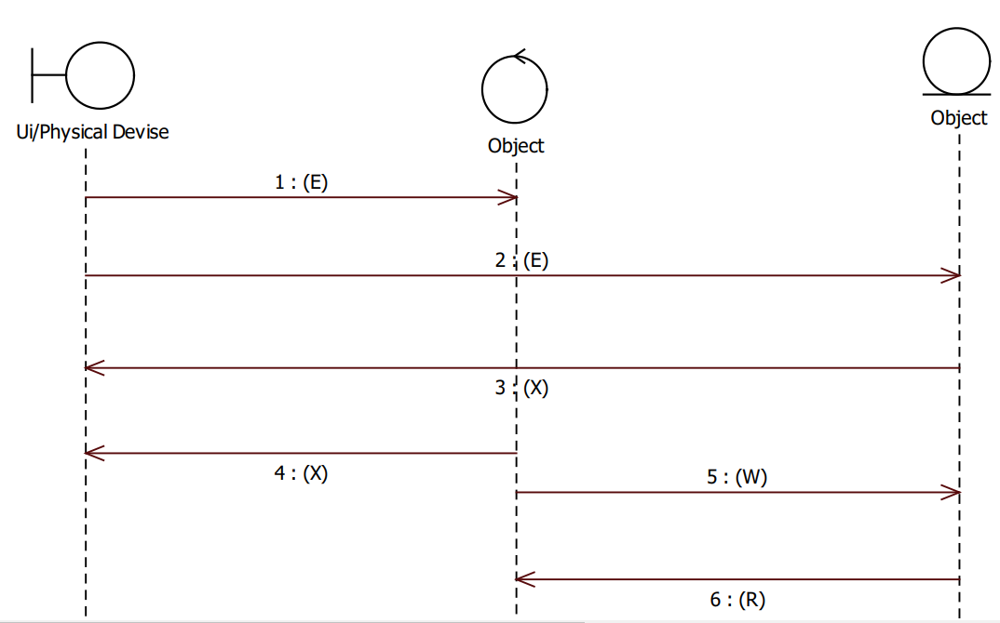 Ui/Physical Devise
Object
Object
1 : (E)
2 : (E)
3 : (X)
4 : (X)
5 : (W)
6 : (R)